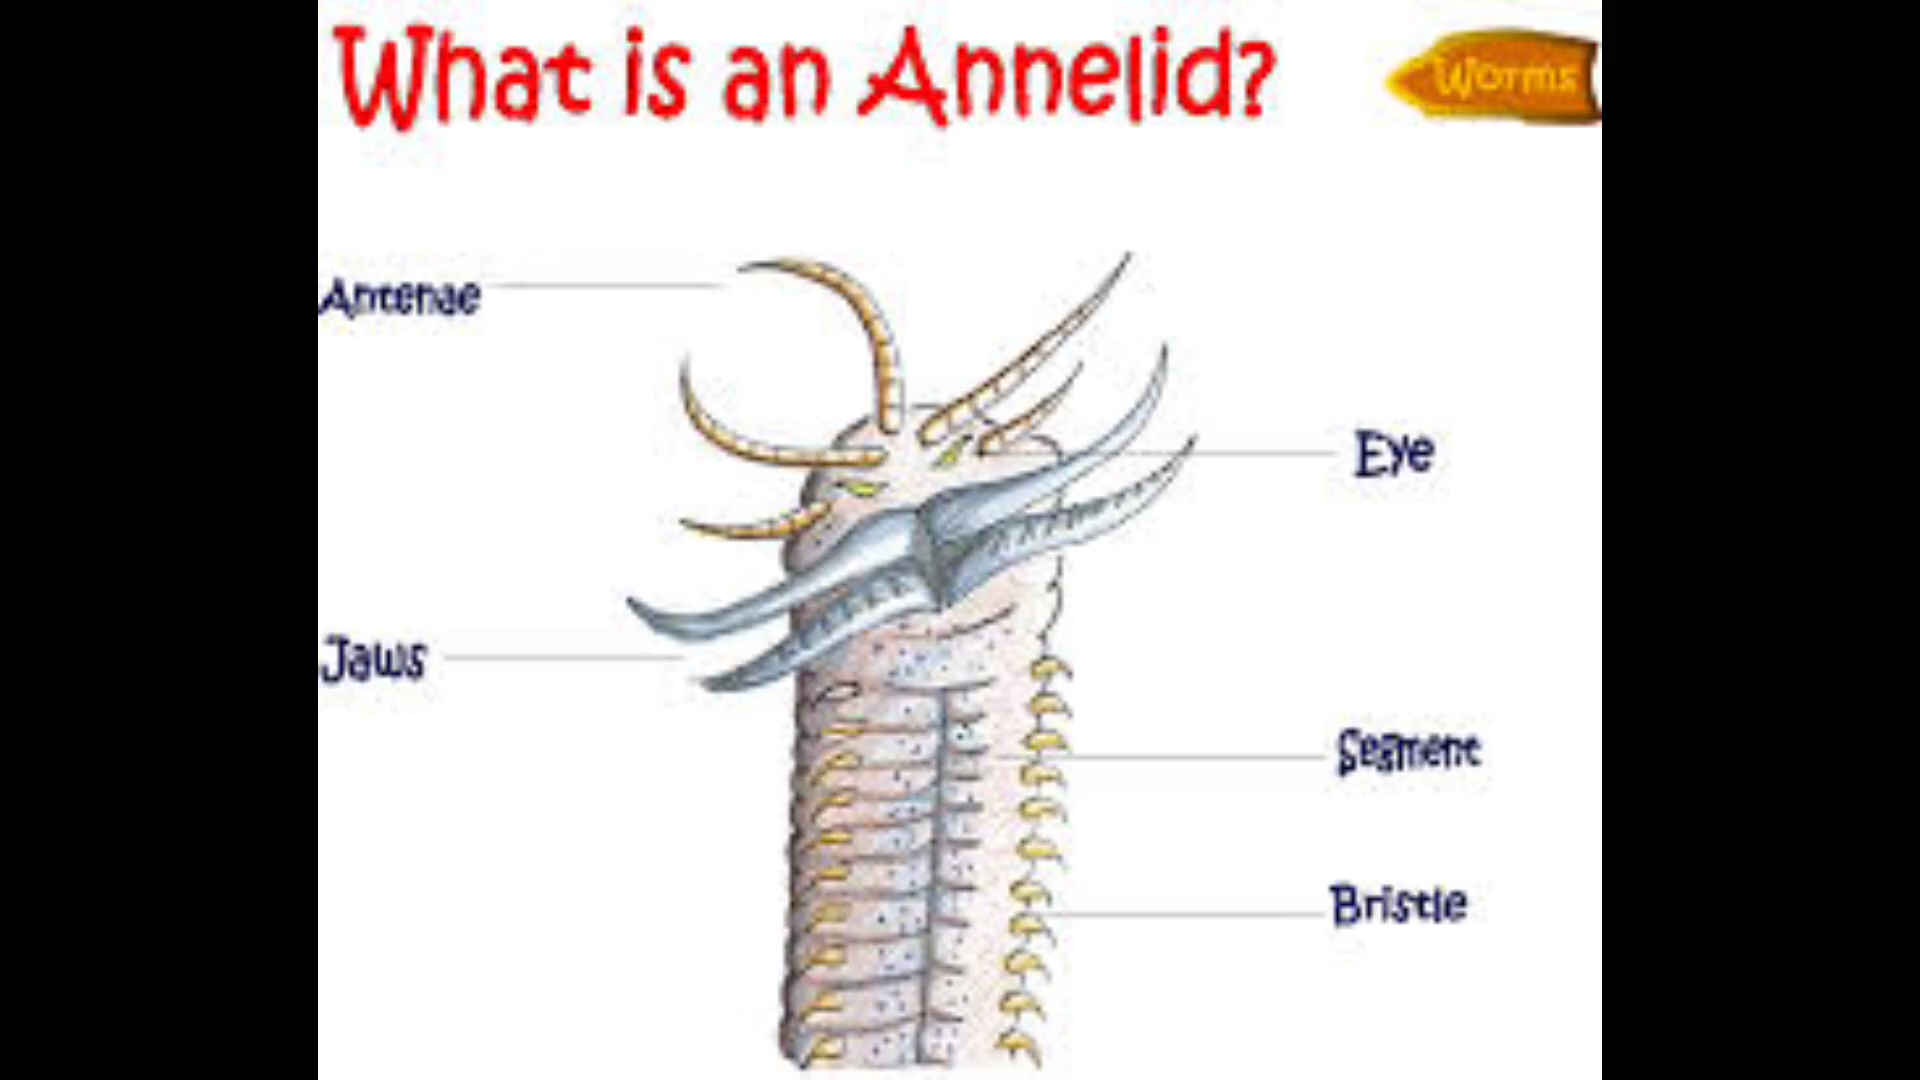 What is an Annelid?
Worms
Antenae
Eye
Jaws
Segment
Bristle